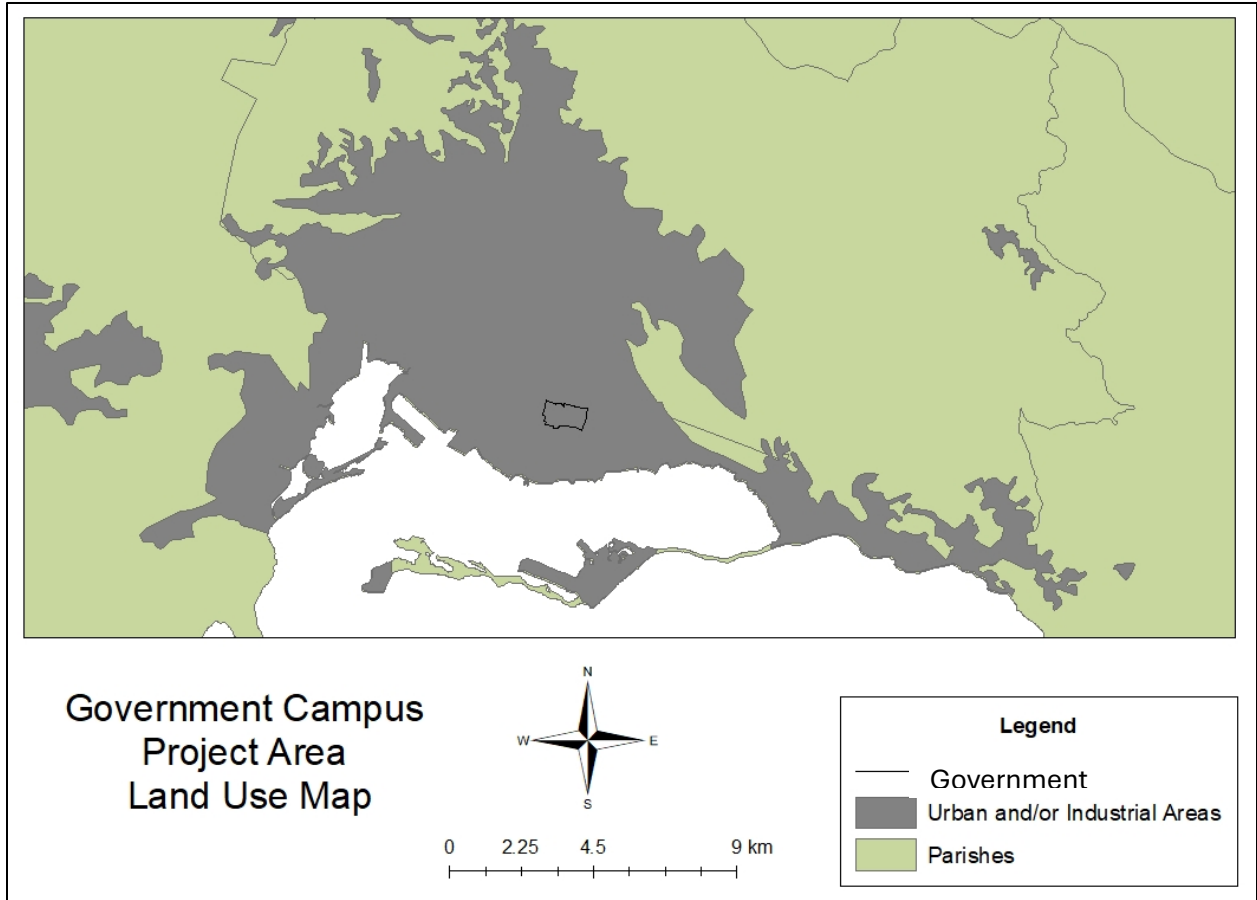 Government Campus
Project Area
Land Use Map
N
W
E
S
0 2.25 4.5 9 km
Legend
Government
Urban and/or Industrial Areas
Parishes